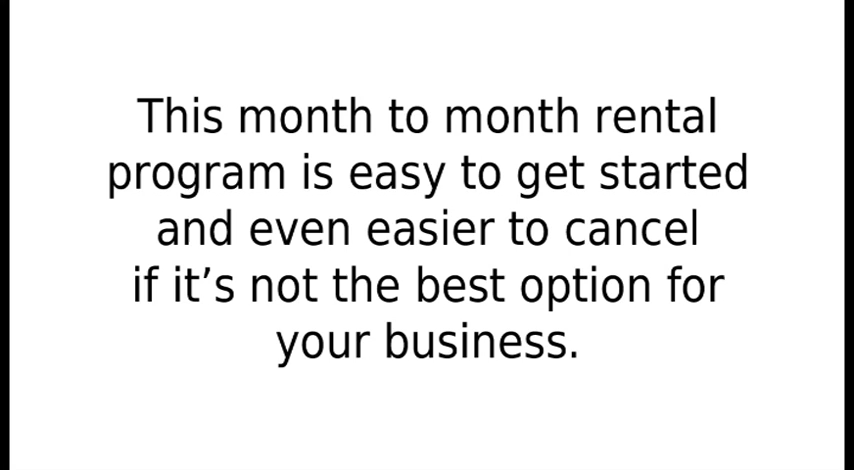 This month to month rental
program is easy to get started
and even easier to cancel
if it’s not the best option for
your business.